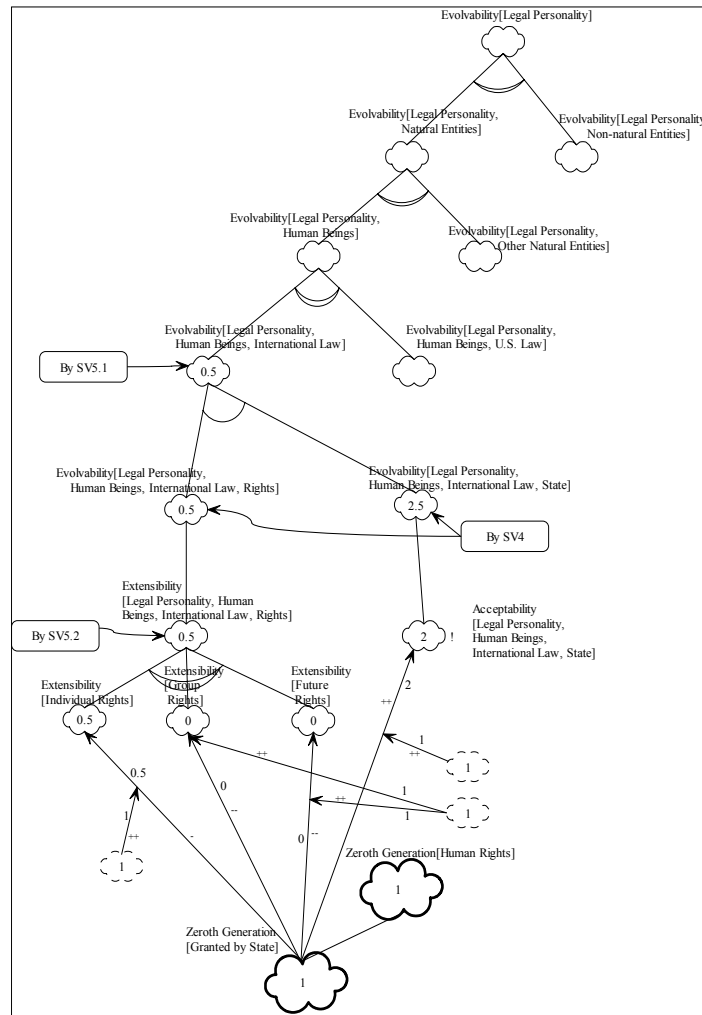 Evolvability[Legal Personality]
Evolvability[Legal Personality,
Natural Entities]
Evolvability[Legal Personality,
Non-natural Entities]
Evolvability[Legal Personality,
Human Beings]
Evolvability[Legal Personality,
Other Natural Entities]
Evolvability[Legal Personality,
Human Beings, International Law]
Evolvability[Legal Personality,
Human Beings, U.S. Law]
By SV5.1
0.5
Evolvability[Legal Personality,
Human Beings, International Law, Rights]
Evolvability[Legal Personality,
Human Beings, International Law, State]
0.5
2.5
By SV4
Extensibility
[Legal Personality, Human
Beings, International Law, Rights]
Acceptability
[Legal Personality,
Human Beings,
International Law, State]
By SV5.2
0.5
2
!
Extensibility
[Individual Rights]
Extensibility
[Group
Rights]
Extensibility
[Future
Rights]
0.5
0
0
2
++
1
++
1
++
1
0.5
0
++
1
1
1
++
--
0
--
-
1
Zeroth Generation[Human Rights]
1
Zeroth Generation
[Granted by State]
1